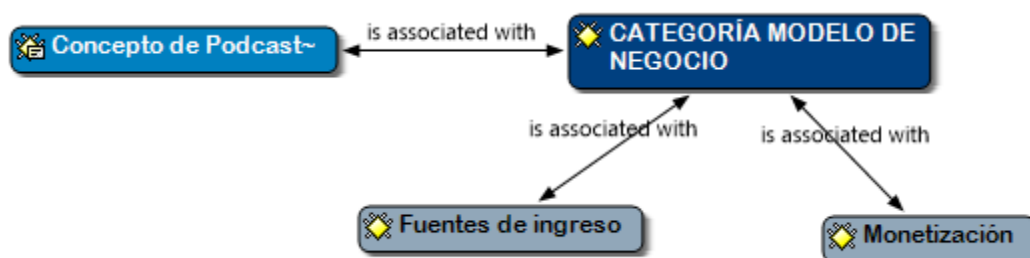 Concepto de Podcast~
is associated with
CATEGORÍA MODELO DE
NEGOCIO
is associated with
is associated with
Fuentes de ingreso
Monetización